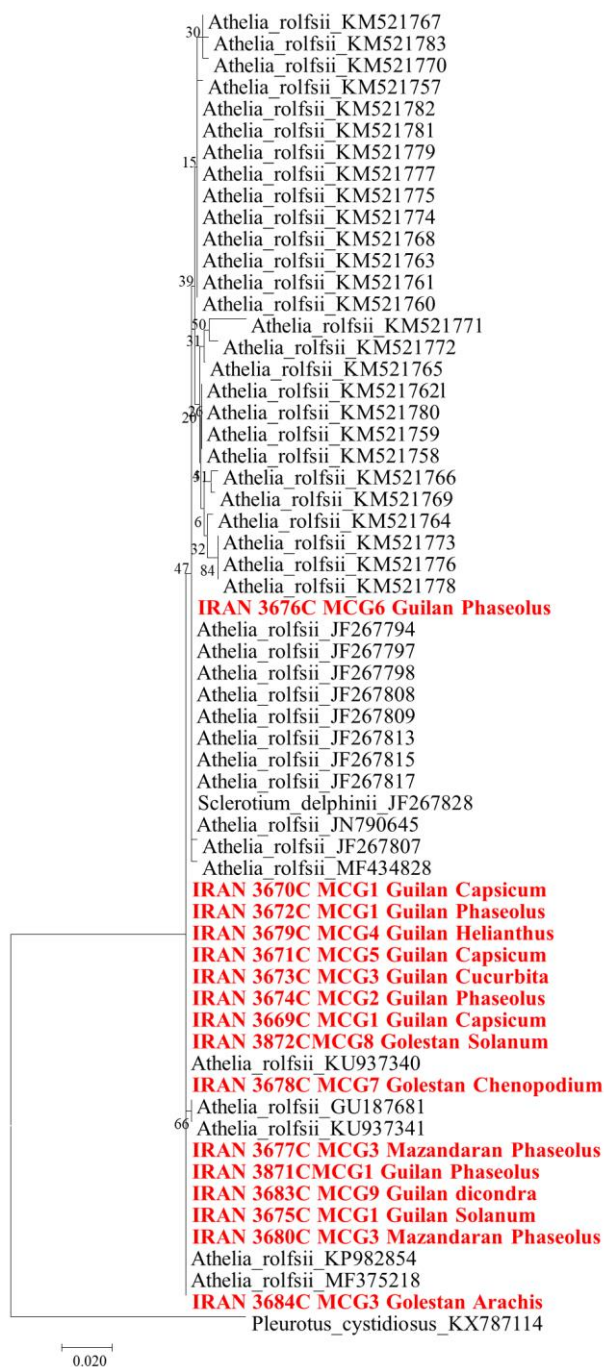 Athelia_rolfsii_KM521767
30
Athelia_rolfsii_KM521783
Athelia_rolfsii_KM521770
Athelia_rolfsii_KM521757
Athelia_rolfsii_KM521782
Athelia_rolfsii_KM521781
Athelia_rolfsii_KM521779
15
Athelia_rolfsii_KM521777
Athelia_rolfsii_KM521775
Athelia_rolfsii_KM521774
Athelia_rolfsii_KM521768
Athelia_rolfsii_KM521763
39
Athelia_rolfsii_KM521761
Athelia_rolfsii_KM521760
50
Athelia_rolfsii_KM521771
31
Athelia_rolfsii_KM521772
Athelia_rolfsii_KM521765
Athelia_rolfsii_KM521762l
26
Athelia_rolfsii_KM521780
20
Athelia_rolfsii_KM521759
Athelia_rolfsii_KM521758
Athelia_rolfsii_KM521766
Athelia_rolfsii_KM521769
6
Athelia_rolfsii_KM521764
Athelia_rolfsii_KM521773
32
Athelia_rolfsii_KM521776
47
84
Athelia_rolfsii_KM521778
IRAN 3676C MCG6 Guilan Phaseolus
Athelia_rolfsii_JF267794
Athelia_rolfsii_JF267797
Athelia_rolfsii_JF267798
Athelia_rolfsii_JF267808
Athelia_rolfsii_JF267809
Athelia_rolfsii_JF267813
Athelia_rolfsii_JF267815
Athelia_rolfsii_JF267817
Sclerotium_delphinii_JF267828
Athelia_rolfsii_JN790645
Athelia_rolfsii_JF267807
Athelia_rolfsii_MF434828
IRAN 3670C MCG1 Guilan Capsicum
IRAN 3672C MCG1 Guilan Phaseolus
IRAN 3679C MCG4 Guilan Helianthus
IRAN 3671C MCG5 Guilan Capsicum
IRAN 3673C MCG3 Guilan Cucurbita
IRAN 3674C MCG2 Guilan Phaseolus
IRAN 3669C MCG1 Guilan Capsicum
IRAN 3872CMCG8 Golestan Solanum
Athelia_rolfsii_KU937340
IRAN 3678C MCG7 Golestan Chenopodium
Athelia_rolfsii_GU187681
66
Athelia_rolfsii_KU937341
IRAN 3677C MCG3 Mazandaran Phaseolus
IRAN 3871CMCG1 Guilan Phaseolus
IRAN 3683C MCG9 Guilan dicondra
IRAN 3675C MCG1 Guilan Solanum
IRAN 3680C MCG3 Mazandaran Phaseolus
Athelia_rolfsii_KP982854
Athelia_rolfsii_MF375218
IRAN 3684C MCG3 Golestan Arachis
Pleurotus_cystidiosus_KX787114
0.020